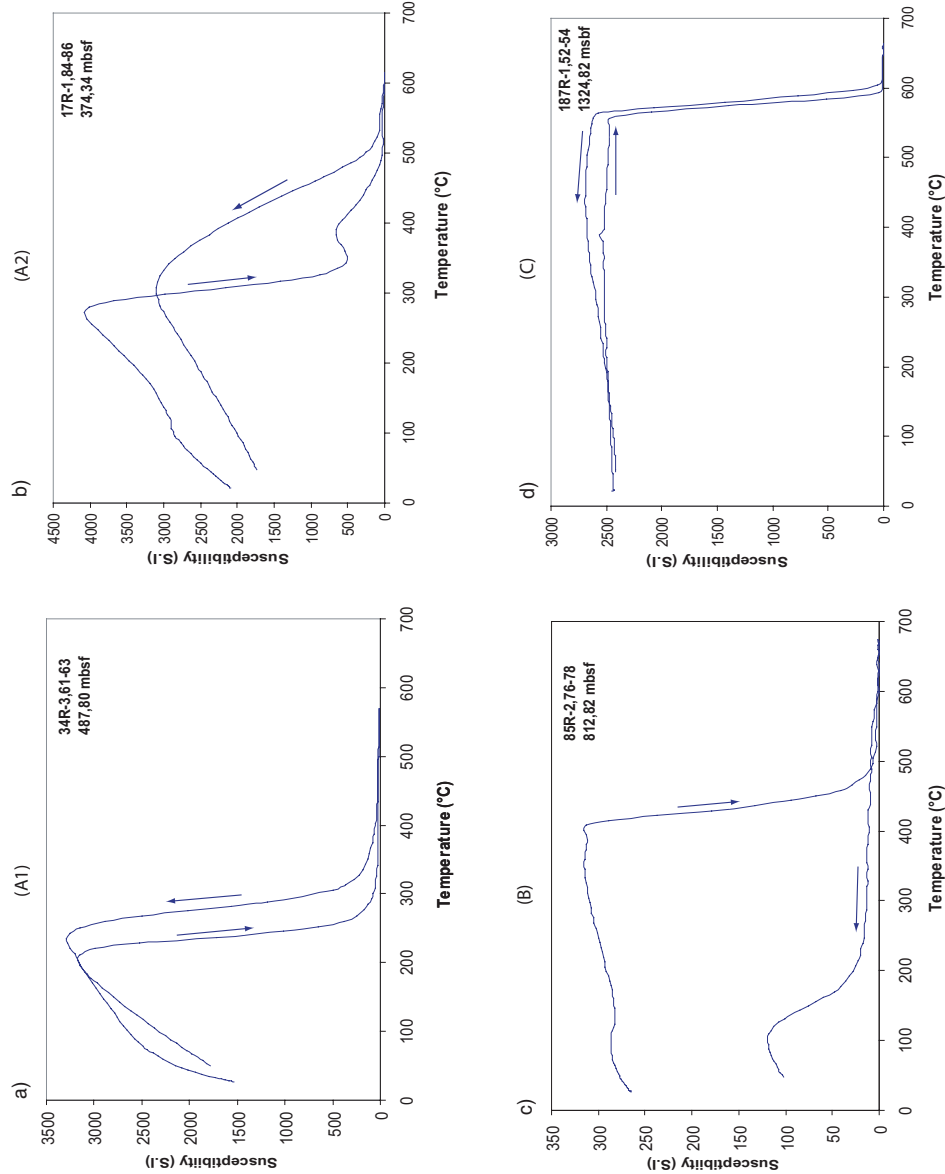 a)
(A1)
34R-3,61-63
487,80 mbsf
Susceptibility (S.I)
3500
3000
2500
2000
1500
1000
500
0
0 100 200 300 400 500 600 700
Temperature (°C)
b)
(A2)
17R-1,84-86
374,34 mbsf
Susceptibility (S.I)
4500
4000
3500
3000
2500
2000
1500
1000
500
0
0 100 200 300 400 500 600 700
Temperature (°C)
c)
(B)
85R-2,76-78
812,82 mbsf
Susceptibility (S.I)
350
300
250
200
150
100
50
0
0 100 200 300 400 500 600 700
Temperature (°C)
d)
(C)
187R-1,52-54
1324,82 msbf
Susceptibility (S.I)
3000
2500
2000
1500
1000
500
0
0 100 200 300 400 500 600 700
Temperature (°C)